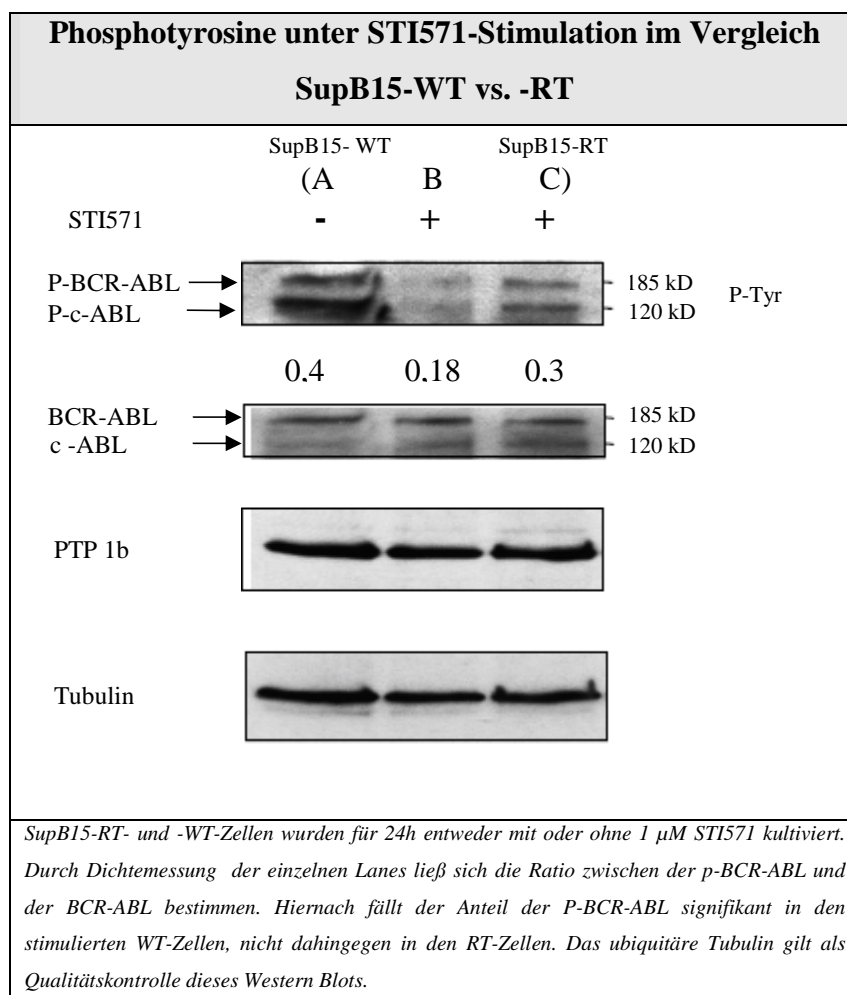 Phosphotyrosine unter STI571-Stimulation im Vergleich
SupB15-WT vs. -RT
SupB15- WT SupB15-RT
(A B C)
STI571 - + +
P-BCR-ABL 185 kD
P-Tyr
P-c-ABL 120 kD
0,4 0,18 0,3
BCR-ABL 185 kD
c -ABL 120 kD
PTP 1b
Tubulin
SupB15-RT- und -WT-Zellen wurden für 24h entweder mit oder ohne 1 µM STI571 kultiviert.
Durch Dichtemessung der einzelnen Lanes ließ sich die Ratio zwischen der p-BCR-ABL und
der BCR-ABL bestimmen. Hiernach fällt der Anteil der P-BCR-ABL signifikant in den
stimulierten WT-Zellen, nicht dahingegen in den RT-Zellen. Das ubiquitäre Tubulin gilt als
Qualitätskontrolle dieses Western Blots.